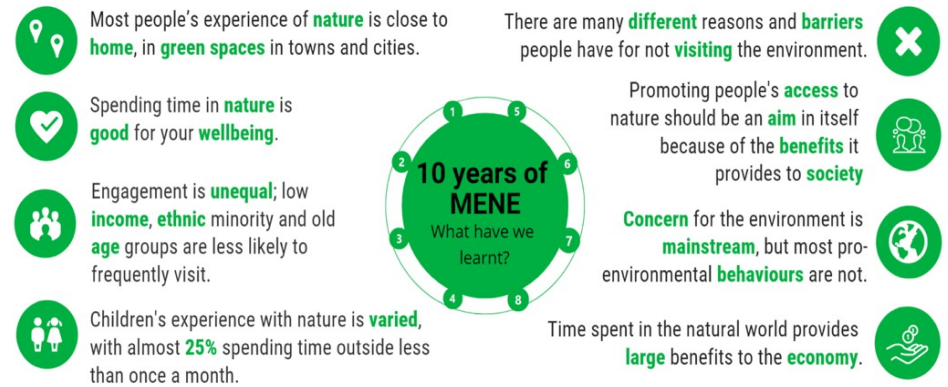 Most people’s experience of nature is close to
home, in green spaces in towns and cities.
Spending time in nature is
good for your wellbeing.
Engagement is unequal; low
income, ethnic minority and old
age groups are less likely to
frequently visit.
Children's experience with nature is varied,
with almost 25% spending time outside less
than once a month.
1
2
3
4
5
6
7
8
10 years of
MENE
What have we
learnt?
There are many different reasons and barriers
people have for not visiting the environment.
Promoting people's access to
nature should be an aim in itself
because of the benefits it
provides to society
Concern for the environment is
mainstream, but most pro-
environmental behaviours are not.
Time spent in the natural world provides
large benefits to the economy.